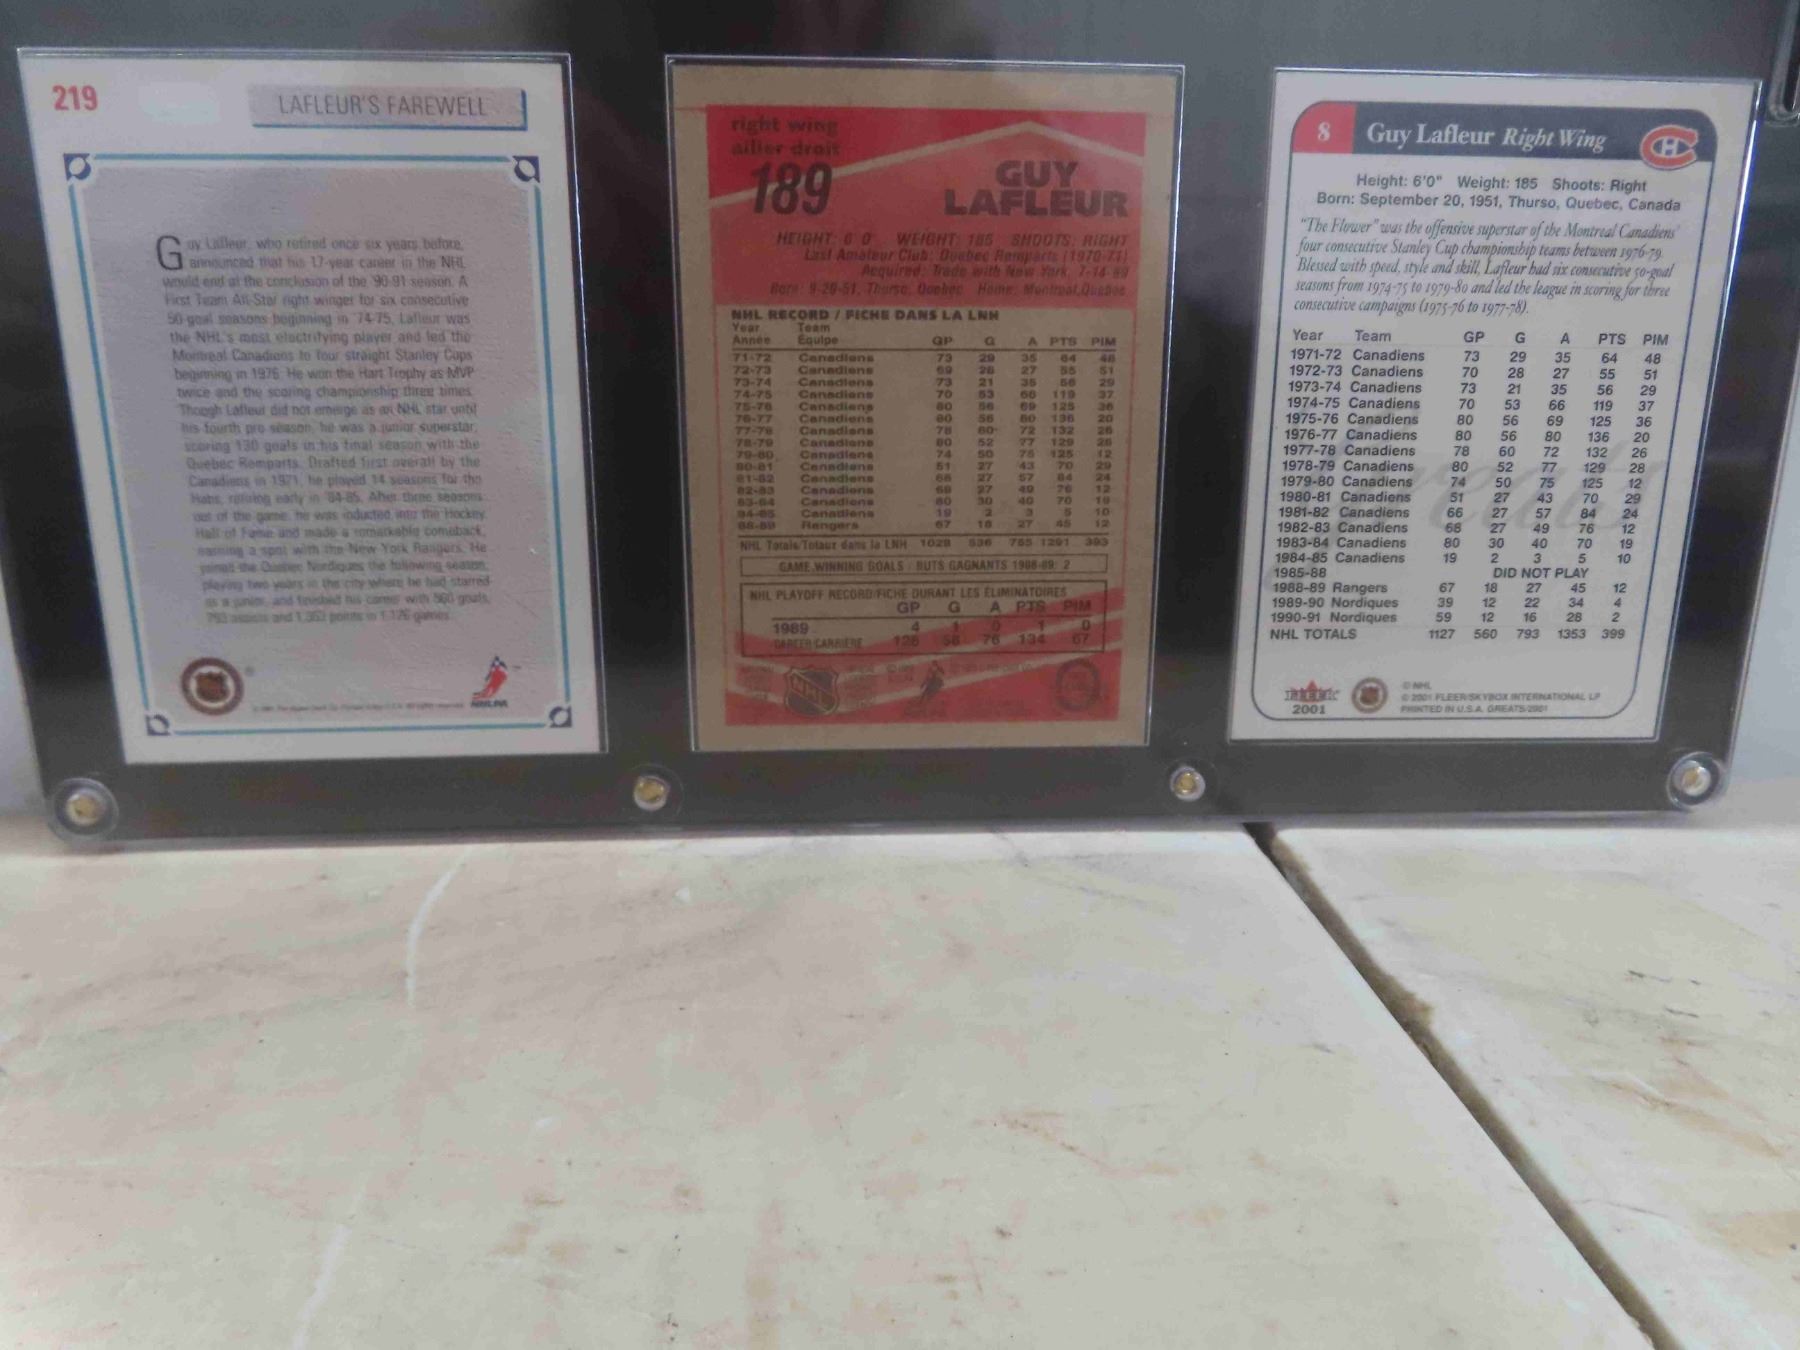 219
LAFLEUR'S FAREWELL
Guy Lafleur, who retired once six years before,
announced that his 17-year career in the NHL
would end at the conclusion of the '90-91 season. A
First Team All-Star right winger for six consecutive
50-goal seasons beginning in '74-75, Lafleur was
the NHL's most electrifying player and led the
Montreal Canadiens to four straight Stanley Cups
beginning in 1976. He won the Hart Trophy as MVP
twice and the scoring championship three times.
Though Lafleur did not emerge as an NHL star until
his fourth pro season, he was a junior superstar,
scoring 130 goals in his final season with the
Quebec Remparts. Drafted first overall by the
Canadiens in 1971, he played 14 seasons for the
Habs, retiring early in '84-85. After three seasons
out of the game, he was inducted into the Hockey
Hall of Fame and made a remarkable comeback,
earning a spot with the New York Rangers. He
joined the Quebec Nordiques the following season,
playing two years in the city where he had starred
as a junior, and finished his career with 560 goals,
793 assists and 1,353 points in 1,126 games.
NHLPA
right wing
ailier droit
189
GUY
LAFLEUR
HEIGHT: 6'0" WEIGHT: 185 SHOOTS: RIGHT
Last Amateur Club: Quebec Remparts (1970-71)
Acquired: Trade with New York, 7-14-89
Born: 9-20-51, Thurso, Quebec Home: Montreal, Quebec
NHL RECORD / FICHE DANS LA LNH
Year Team
Année Équipe GP G A PTS PIM
71-72 Canadiens 73 29 35 64 48
72-73 Canadiens 69 28 27 55 51
73-74 Canadiens 73 21 35 56 29
74-75 Canadiens 70 53 66 119 37
75-76 Canadiens 80 56 69 125 36
76-77 Canadiens 80 56 80 136 20
77-78 Canadiens 78 60 72 132 26
78-79 Canadiens 80 52 77 129 28
79-80 Canadiens 74 50 75 125 12
80-81 Canadiens 51 27 43 70 29
81-82 Canadiens 66 27 57 84 24
82-83 Canadiens 68 27 49 76 12
83-84 Canadiens 80 30 40 70 19
84-85 Canadiens 19 2 3 5 10
88-89 Rangers 67 18 27 45 12
NHL Totals/Totaux dans la LNH 1028 536 755 1291 393
GAME WINNING GOALS / BUTS GAGNANTS 1988-89: 2
NHL PLAYOFF RECORD/FICHE DURANT LES ÉLIMINATOIRES
GP G A PTS PIM
1989 4 1 0 1 0
CAREER/CARRIÈRE 128 58 76 134 67
NHL
8 Guy Lafleur Right Wing
CH
Height: 6'0" Weight: 185 Shoots: Right
Born: September 20, 1951, Thurso, Quebec, Canada
"The Flower" was the offensive superstar of the Montreal Canadiens'
four consecutive Stanley Cup championship teams between 1976-79.
Blessed with speed, style and skill, Lafleur had six consecutive 50-goal
seasons from 1974-75 to 1979-80 and led the league in scoring for three
consecutive campaigns (1975-76 to 1977-78).
Year Team GP G A PTS PIM
1971-72 Canadiens 73 29 35 64 48
1972-73 Canadiens 70 28 27 55 51
1973-74 Canadiens 73 21 35 56 29
1974-75 Canadiens 70 53 66 119 37
1975-76 Canadiens 80 56 69 125 36
1976-77 Canadiens 80 56 80 136 20
1977-78 Canadiens 78 60 72 132 26
1978-79 Canadiens 80 52 77 129 28
1979-80 Canadiens 74 50 75 125 12
1980-81 Canadiens 51 27 43 70 29
1981-82 Canadiens 66 27 57 84 24
1982-83 Canadiens 68 27 49 76 12
1983-84 Canadiens 80 30 40 70 19
1984-85 Canadiens 19 2 3 5 10
1985-88 DID NOT PLAY
1988-89 Rangers 67 18 27 45 12
1989-90 Nordiques 39 12 22 34 4
1990-91 Nordiques 59 12 16 28 2
NHL TOTALS 1127 560 793 1353 399
FLEER
2001
© NHL
© 2001 FLEER/SKYBOX INTERNATIONAL LP
PRINTED IN U.S.A. GREATS/2001